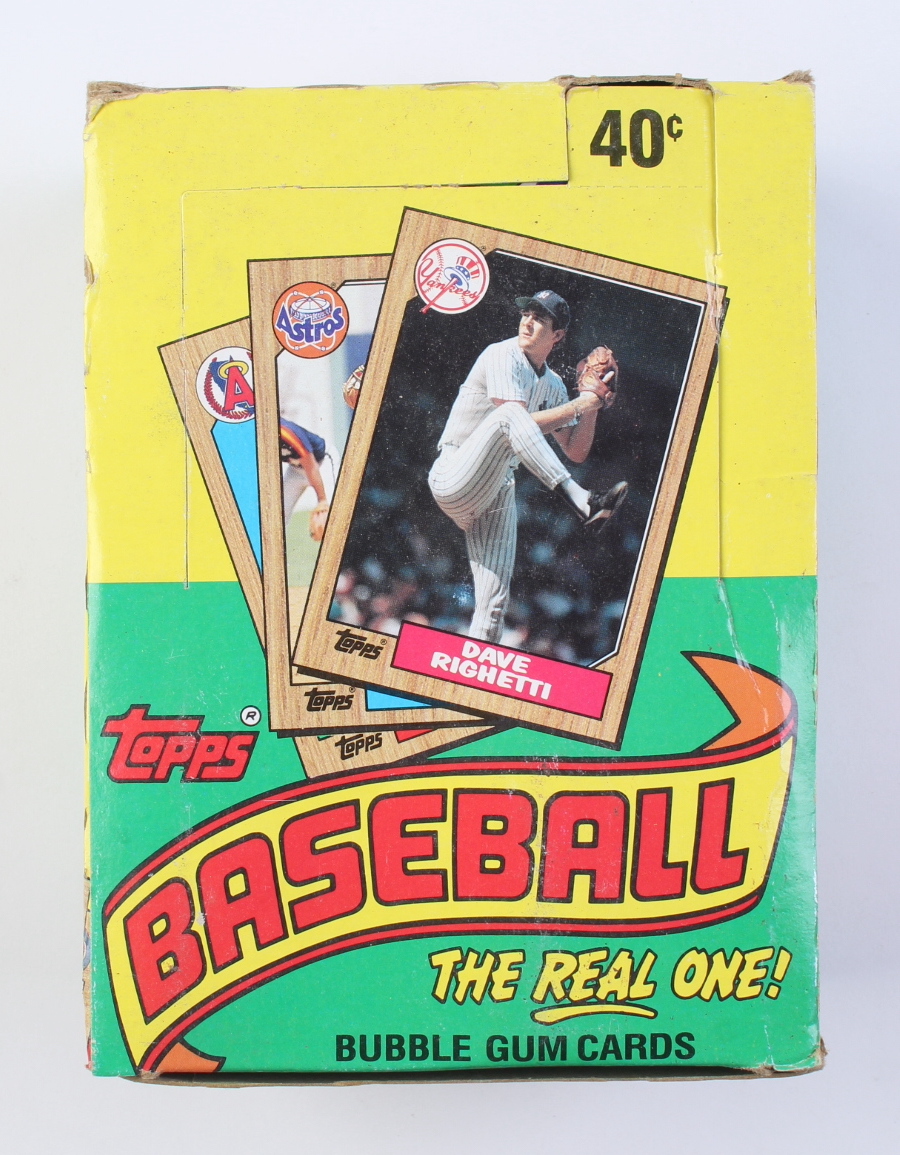 40¢
Yankees
Astros
A
topps®
DAVE
RIGHETTI
topps
topps
topps®
BASEBALL
THE REAL ONE!
BUBBLE GUM CARDS